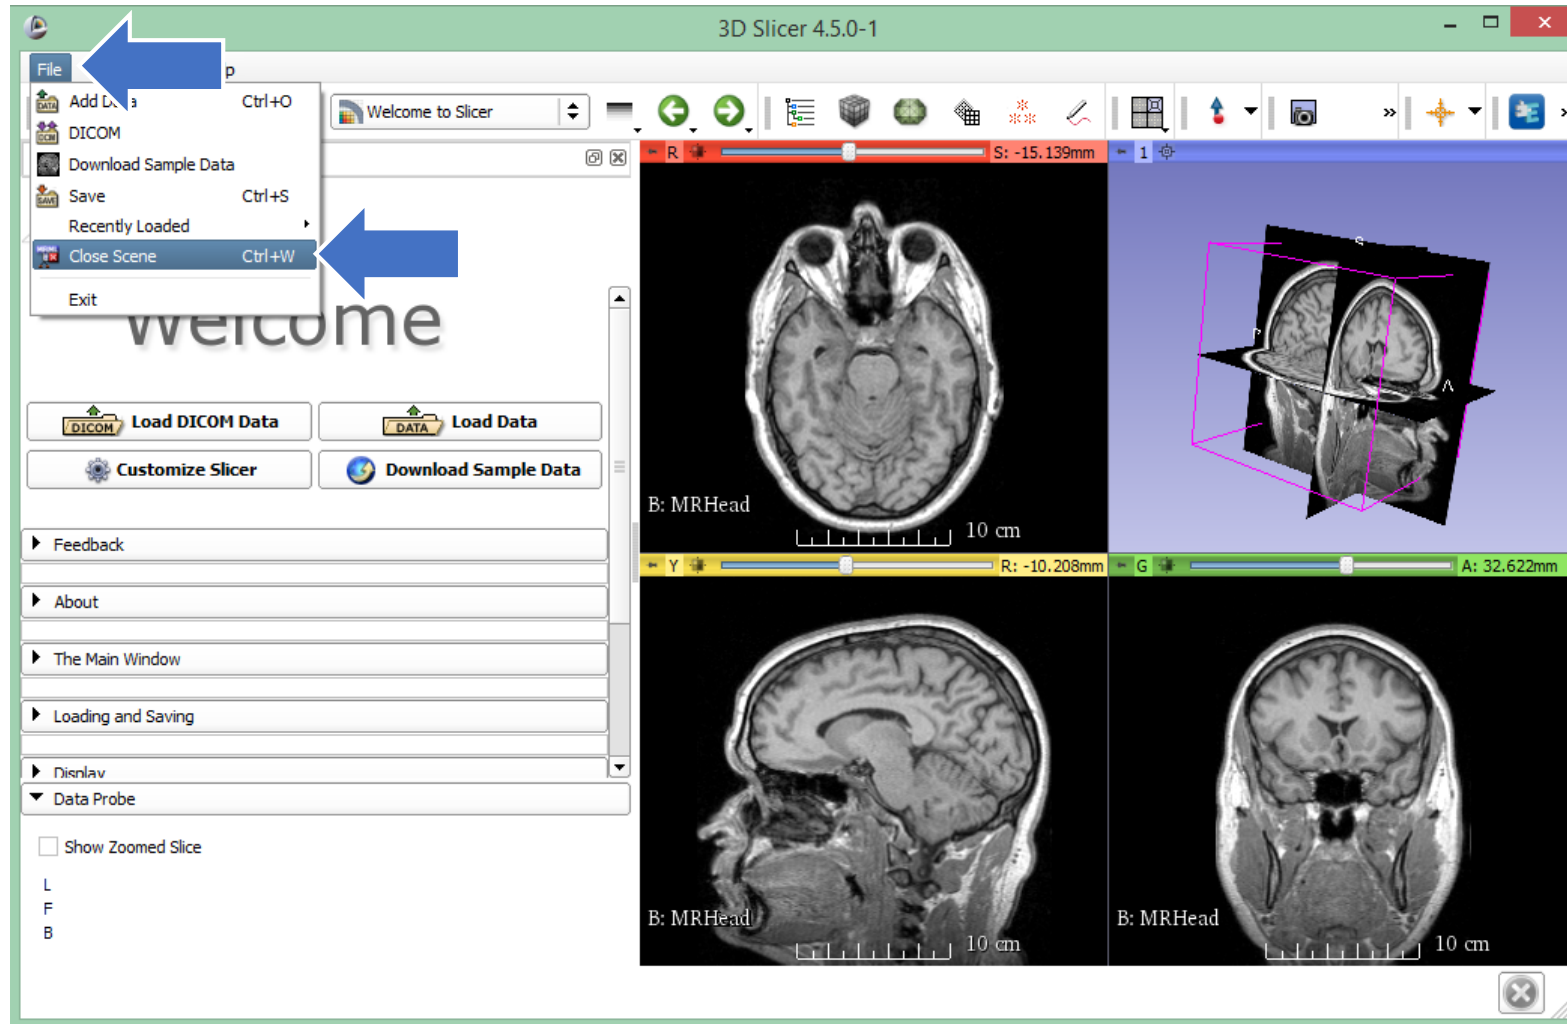 3D Slicer 4.5.0-1
File
p
Add Da a Ctrl+O
DICOM
Download Sample Data
Save Ctrl+S
Recently Loaded
Close Scene Ctrl+W
Exit
Welcome to Slicer
Welcome
DICOM Load DICOM Data
DATA Load Data
Customize Slicer
Download Sample Data
Feedback
About
The Main Window
Loading and Saving
Display
Data Probe
Show Zoomed Slice
L
F
B
R S: -15.139mm
B: MRHead
10 cm
1
Y R: -10.208mm
B: MRHead
10 cm
G A: 32.622mm
B: MRHead
10 cm